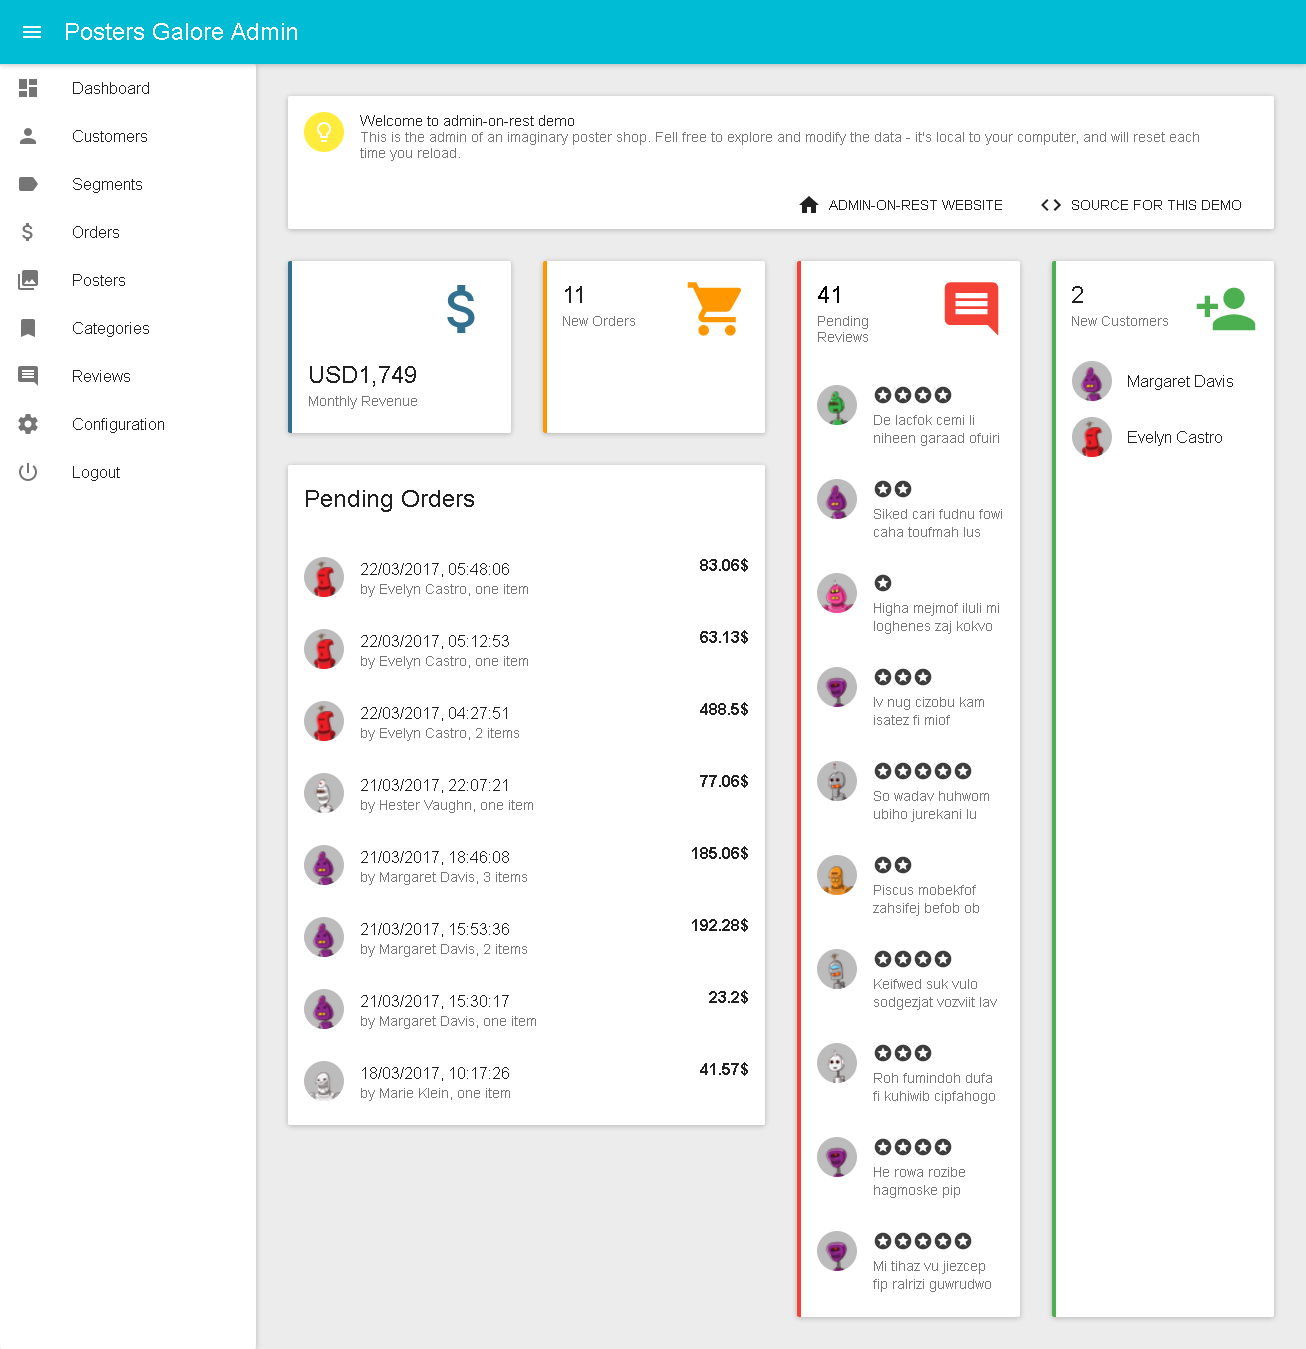 Posters Galore Admin
Dashboard
Customers
Segments
Orders
Posters
Categories
Reviews
Configuration
Logout
Welcome to admin-on-rest demo
This is the admin of an imaginary poster shop. Fell free to explore and modify the data - it's local to your computer, and will reset each
time you reload.
ADMIN-ON-REST WEBSITE
SOURCE FOR THIS DEMO
USD1,749
Monthly Revenue
11
New Orders
Pending Orders
22/03/2017, 05:48:06
by Evelyn Castro, one item
83.06$
22/03/2017, 05:12:53
by Evelyn Castro, one item
63.13$
22/03/2017, 04:27:51
by Evelyn Castro, 2 items
488.5$
21/03/2017, 22:07:21
by Hester Vaughn, one item
77.06$
21/03/2017, 18:46:08
by Margaret Davis, 3 items
185.06$
21/03/2017, 15:53:36
by Margaret Davis, 2 items
192.28$
21/03/2017, 15:30:17
by Margaret Davis, one item
23.2$
18/03/2017, 10:17:26
by Marie Klein, one item
41.57$
41
Pending
Reviews
De lacfok cemi li
niheen garaad ofuiri
Siked cari fudnu fowi
caha toufmah lus
Higha mejmof iluli mi
loghenes zaj kokvo
Iv nug cizobu kam
isatez fi miof
So wadav huhwom
ubiho jurekani lu
Piscus mobekfof
zahsifej befob ob
Keifwed suk vulo
sodgezjat vozviit lav
Roh fumindoh dufa
fi kuhiwib cipfahogo
He rowa rozibe
hagmoske pip
Mi tihaz vu jiezcep
fip ralrizi guwrudwo
2
New Customers
Margaret Davis
Evelyn Castro